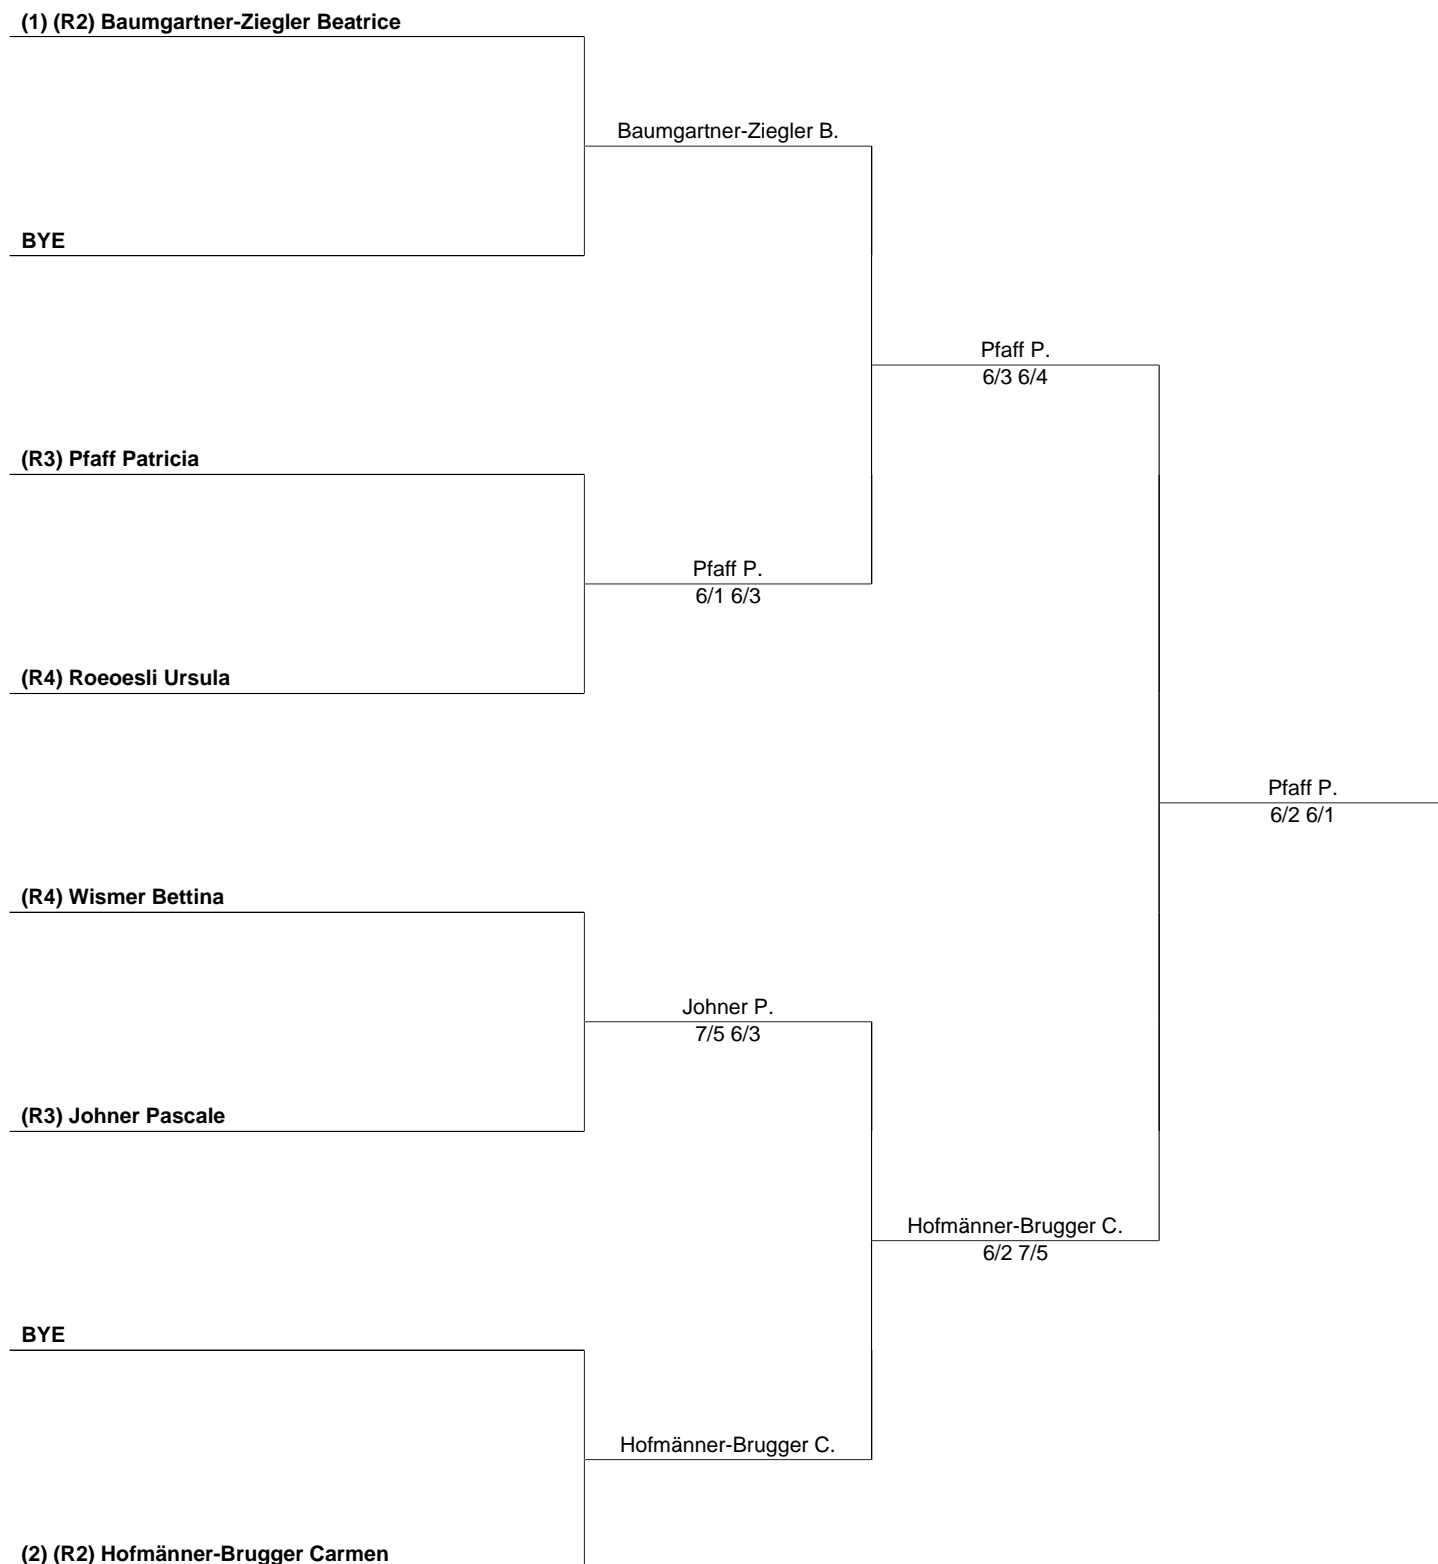 (1) (R2) Baumgartner-Ziegler Beatrice
Baumgartner-Ziegler B.
BYE
Pfaff P.
6/3 6/4
(R3) Pfaff Patricia
Pfaff P.
6/1 6/3
(R4) Roeoesli Ursula
Pfaff P.
6/2 6/1
(R4) Wismer Bettina
Johner P.
7/5 6/3
(R3) Johner Pascale
Hofmänner-Brugger C.
6/2 7/5
BYE
Hofmänner-Brugger C.
(2) (R2) Hofmänner-Brugger Carmen